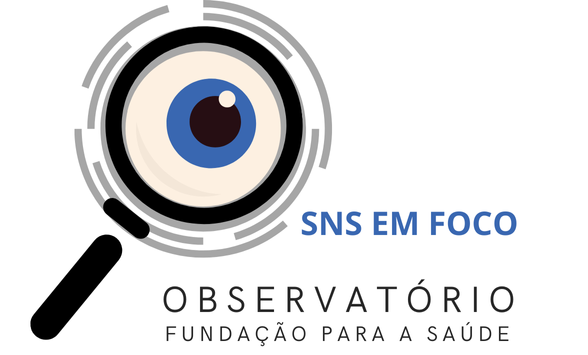 SNS EM FOCO
OBSERVATÓRIO
FUNDAÇÃO PARA A SAÚDE